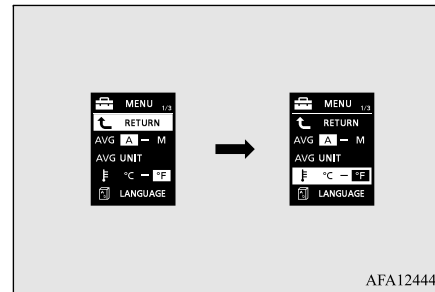 MENU 1/3
RETURN
AVG A – M
AVG UNIT
°C – °F
LANGUAGE
MENU 1/3
RETURN
AVG A – M
AVG UNIT
°C – °F
LANGUAGE
AFA12444